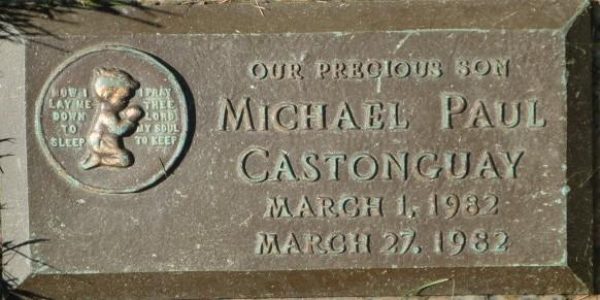 NOW I
LAY ME
DOWN
TO
SLEEP
I PRAY
THEE
LORD
MY SOUL
TO KEEP
OUR PRECIOUS SON
MICHAEL PAUL
CASTONGUAY
MARCH 1, 1982
MARCH 27, 1982